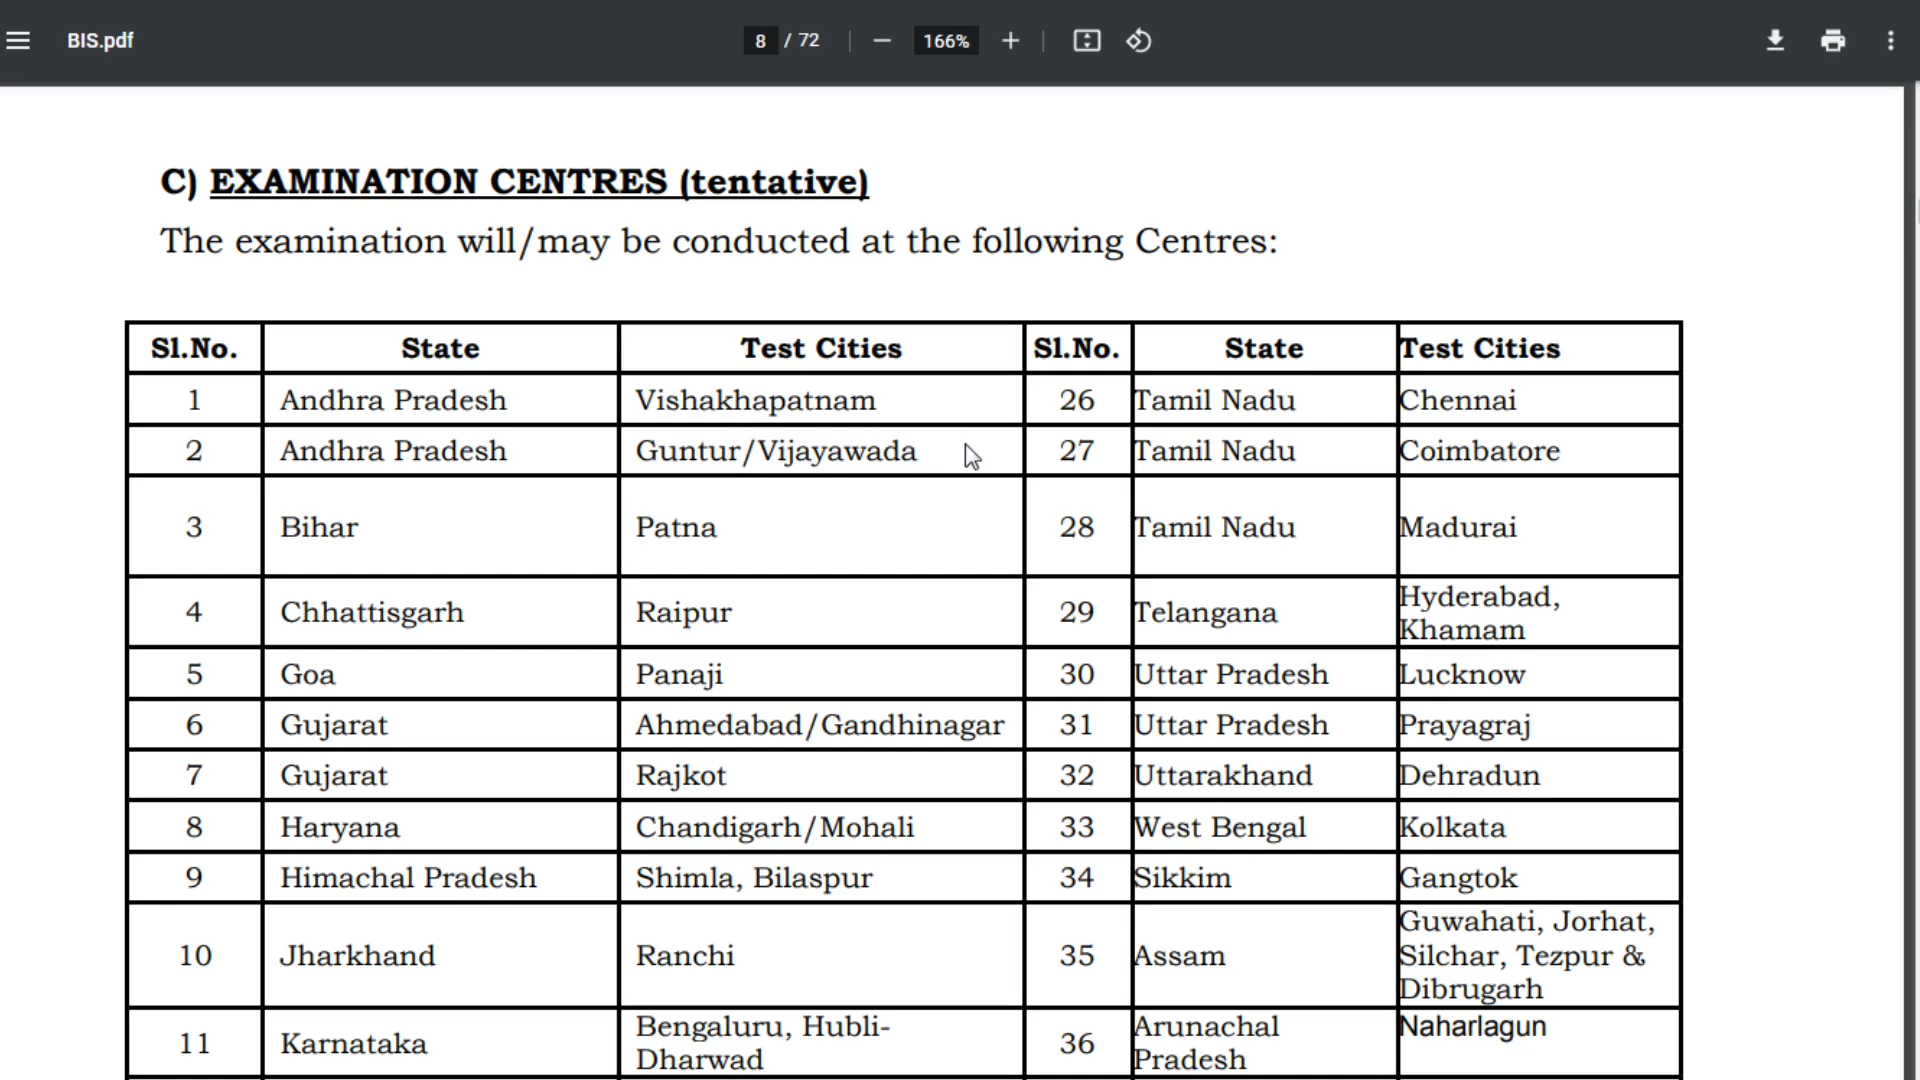 BIS.pdf
8 / 72
166%
C) EXAMINATION CENTRES (tentative)
The examination will/may be conducted at the following Centres:
Sl.No. State Test Cities Sl.No. State Test Cities
1 Andhra Pradesh Vishakhapatnam 26 Tamil Nadu Chennai
2 Andhra Pradesh Guntur/Vijayawada 27 Tamil Nadu Coimbatore
3 Bihar Patna 28 Tamil Nadu Madurai
4 Chhattisgarh Raipur 29 Telangana Hyderabad,
Khamam
5 Goa Panaji 30 Uttar Pradesh Lucknow
6 Gujarat Ahmedabad/Gandhinagar 31 Uttar Pradesh Prayagraj
7 Gujarat Rajkot 32 Uttarakhand Dehradun
8 Haryana Chandigarh/Mohali 33 West Bengal Kolkata
9 Himachal Pradesh Shimla, Bilaspur 34 Sikkim Gangtok
10 Jharkhand Ranchi 35 Assam Guwahati, Jorhat,
Silchar, Tezpur &
Dibrugarh
11 Karnataka Bengaluru, Hubli-
Dharwad 36 Arunachal
Pradesh Naharlagun